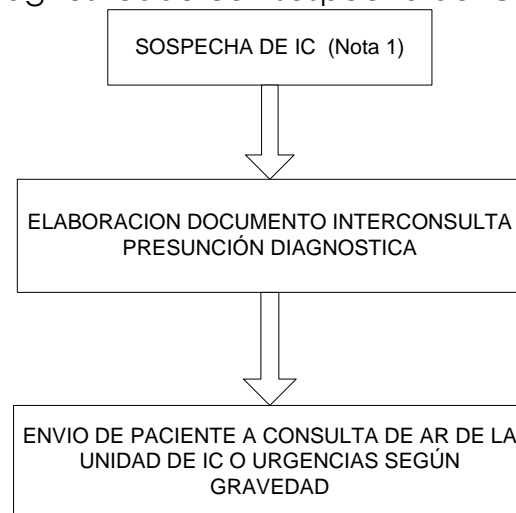 SOSPECHA DE IC (Nota 1)
ELABORACION DOCUMENTO INTERCONSULTA
PRESUNCIÓN DIAGNOSTICA
ENVIO DE PACIENTE A CONSULTA DE AR DE LA
UNIDAD DE IC O URGENCIAS SEGÚN
GRAVEDAD